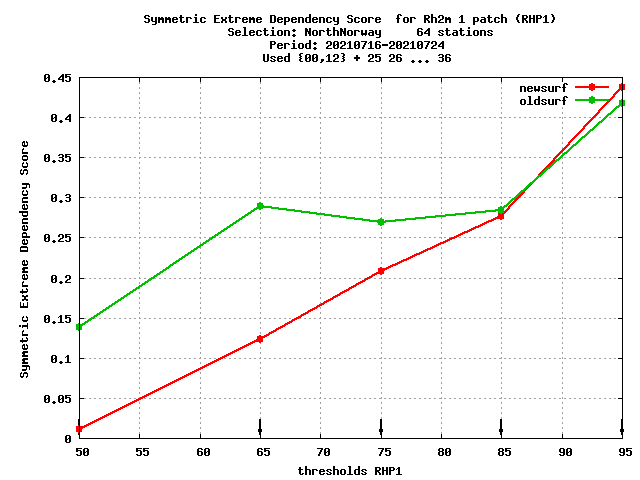 Symmetric Extreme Dependency Score  for Rh2m 1 patch (RHP1)
Selection: NorthNorway     64 stations
Period: 20210716-20210724
Used {00,12} + 25 26 ... 36
0.45
0.4
0.35
0.3
0.25
0.2
0.15
0.1
0.05
0
Symmetric Extreme Dependency Score
newsurf
oldsurf
50 55 60 65 70 75 80 85 90 95
thresholds RHP1